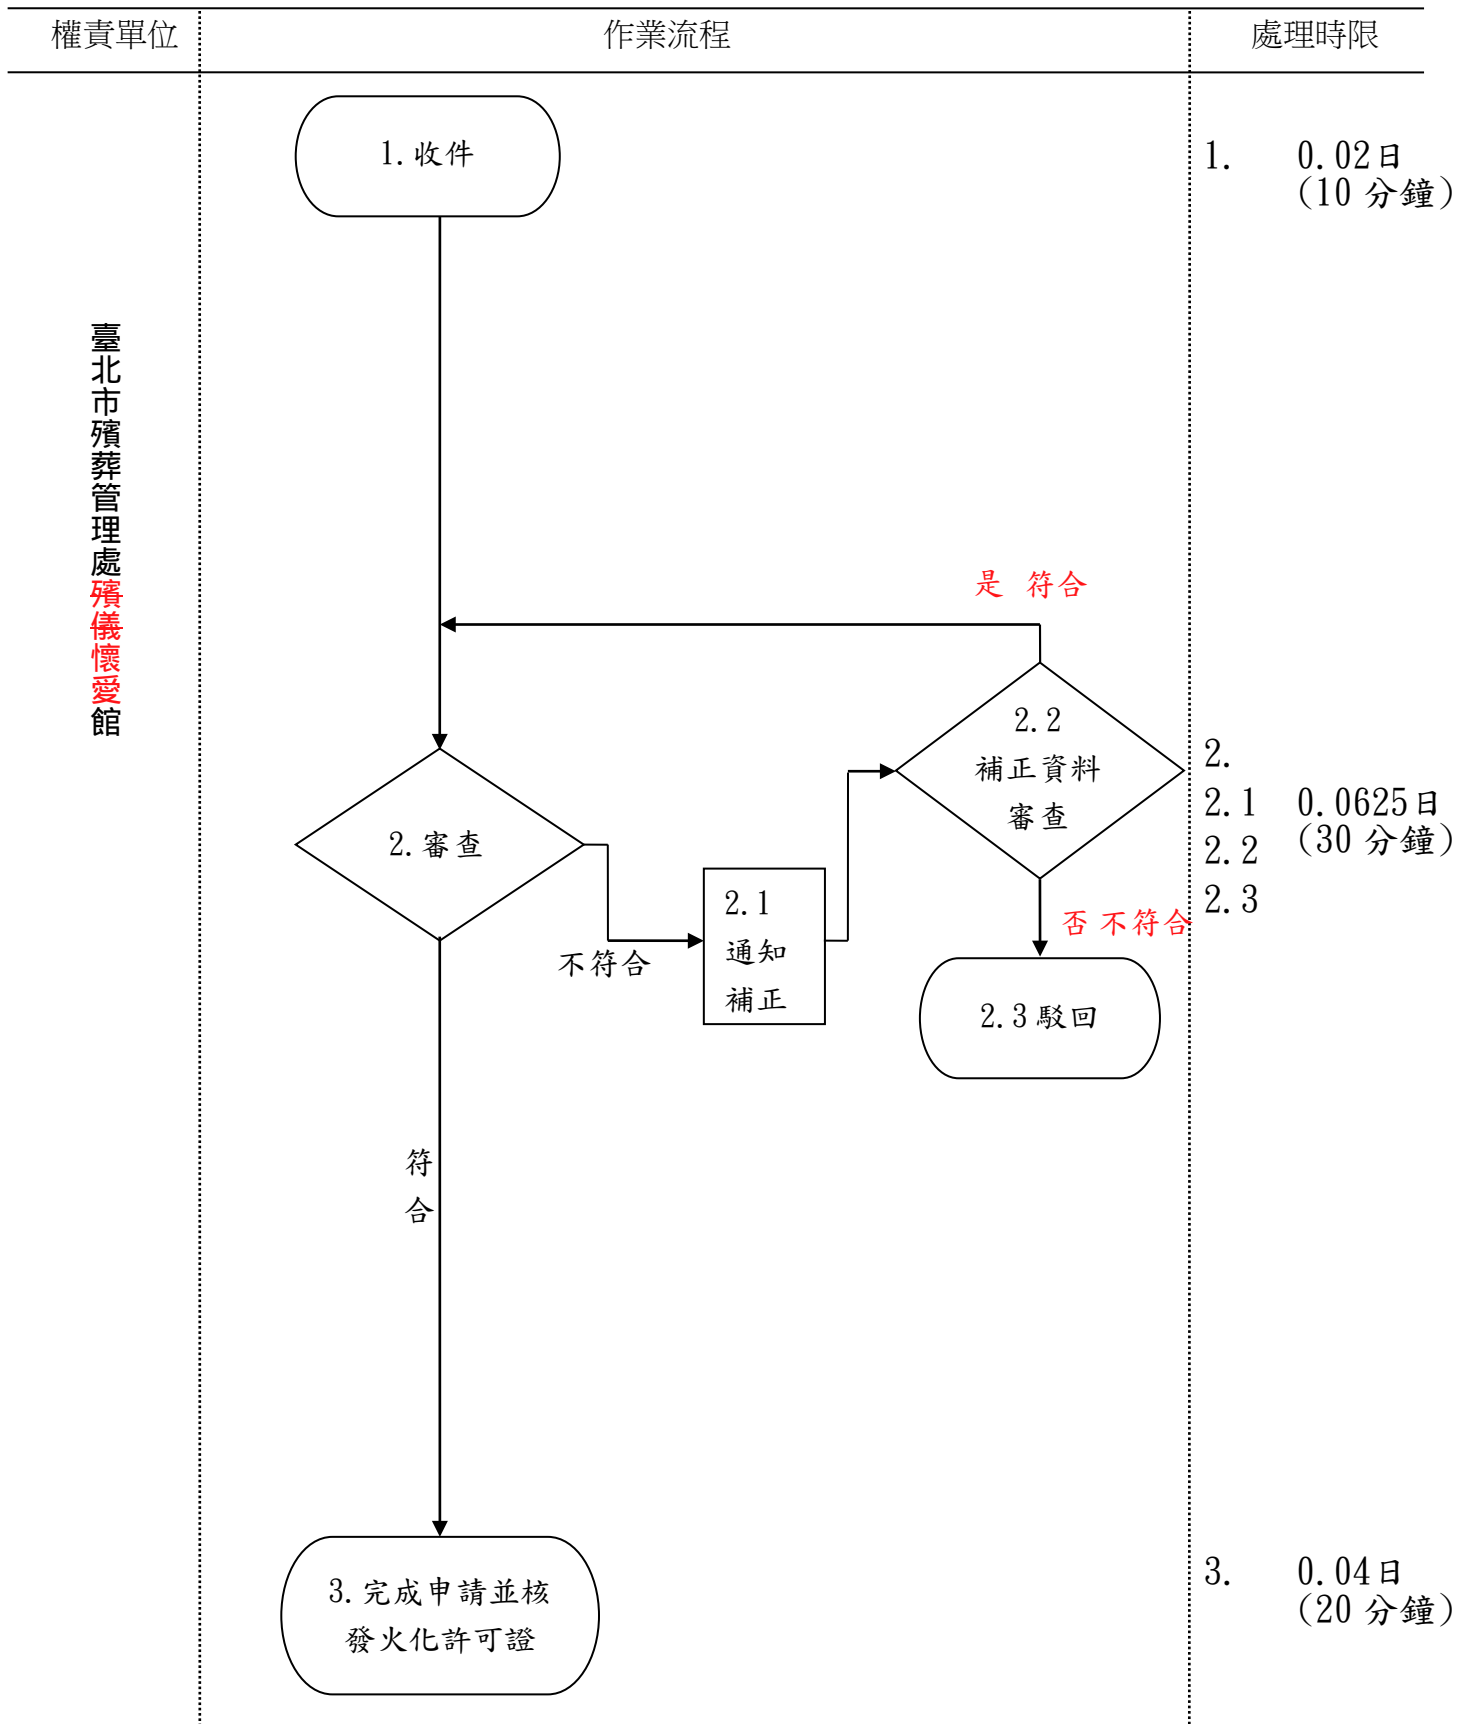 權責單位
作業流程
處理時限
臺北市殯葬管理處殯儀懷愛館
1.收件
1. 0.02日
(10 分鐘)
是 符合
2.2
補正資料
審查
2.審查
2.
2.1 0.0625日
(30 分鐘)
2.2
2.3
2.1
通知
補正
不符合
否 不符合
2.3 駁回
符
合
3.完成申請並核
發火化許可證
3. 0.04日
(20 分鐘)